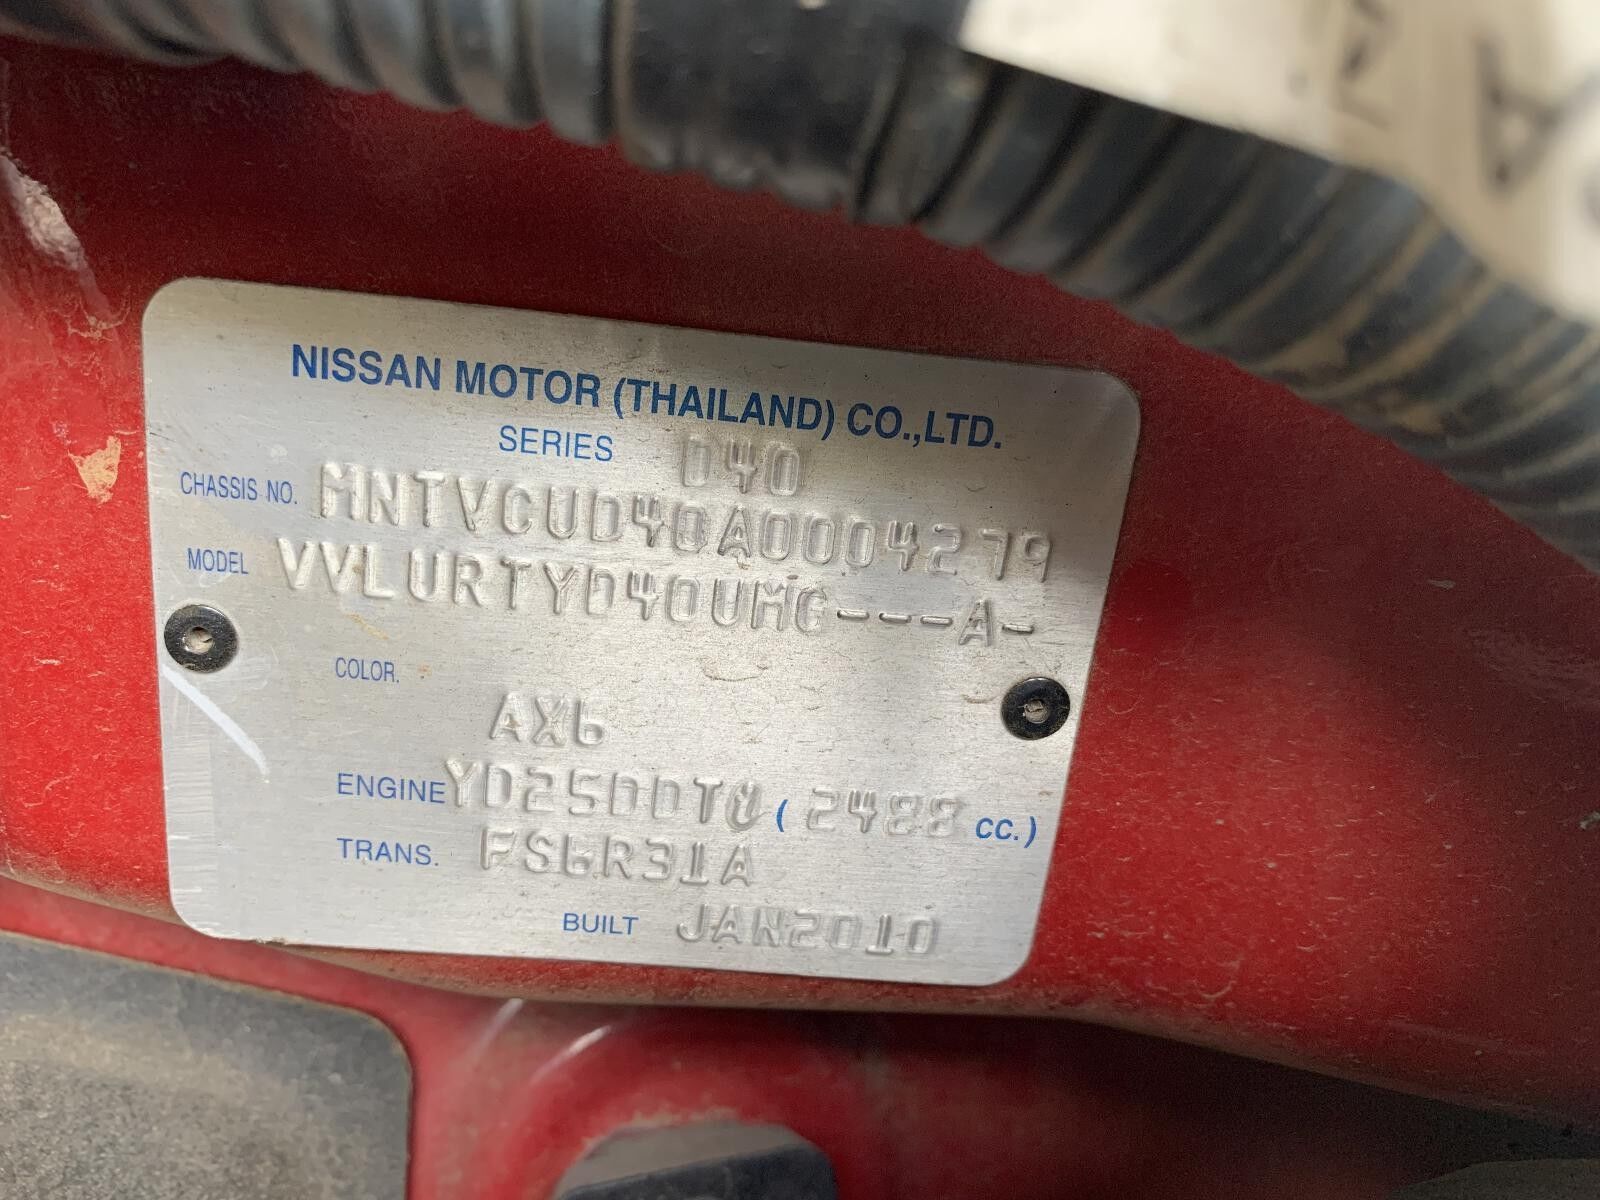 NISSAN MOTOR (THAILAND) CO.,LTD.
SERIES D40
CHASSIS NO. MNTVCUD40A0004279
MODEL VVLURTYD40UMG---A-
COLOR.
AX6
ENGINE YD25DDT0 ( 2488 CC.)
TRANS. FS6R31A
BUILT JAN2010